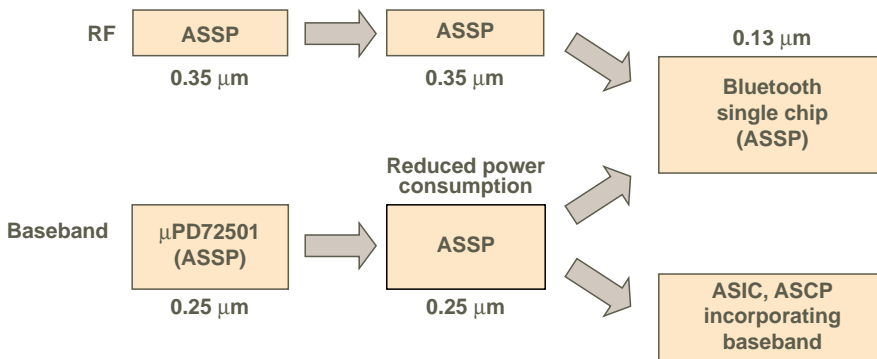 RF
ASSP
0.35 μm
ASSP
0.35 μm
0.13 μm
Bluetooth
single chip
(ASSP)
Reduced power
consumption
Baseband
μPD72501
(ASSP)
0.25 μm
ASSP
0.25 μm
ASIC, ASCP
incorporating
baseband